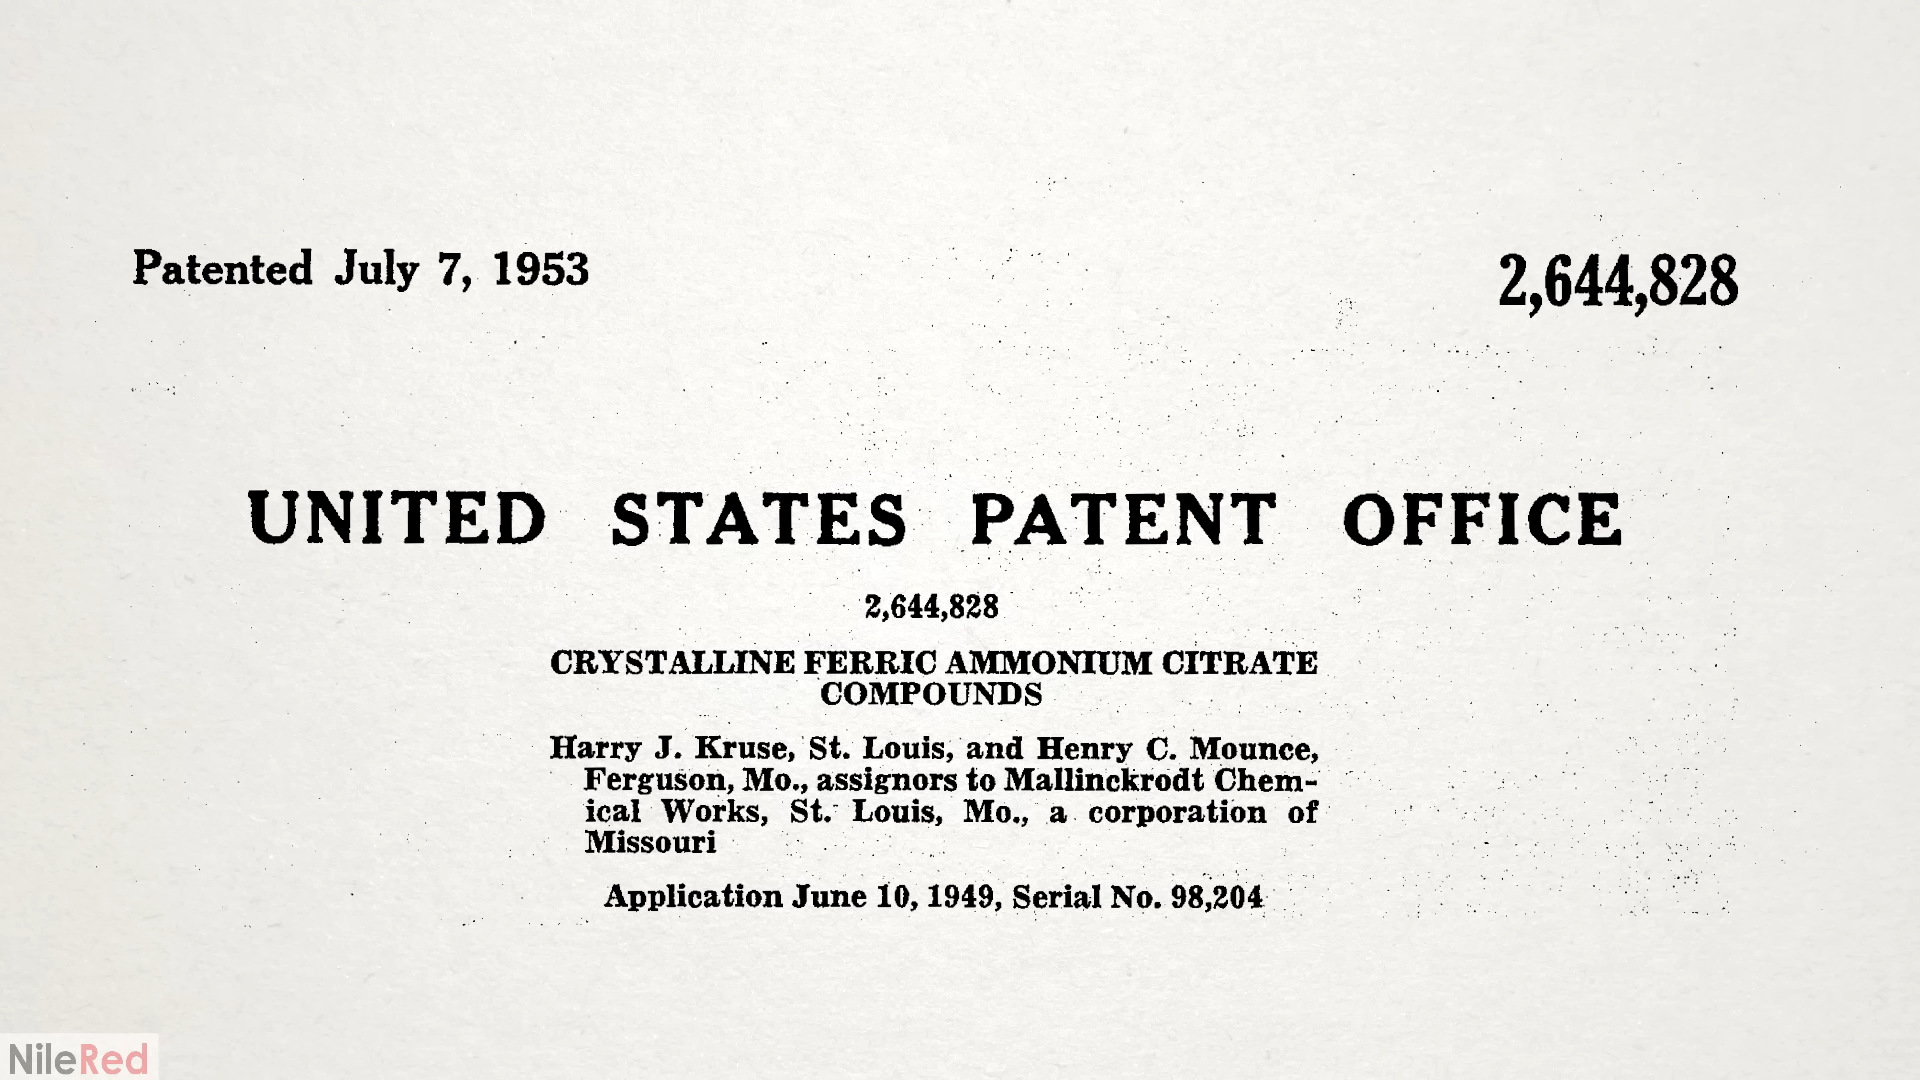 Patented July 7, 1953
2,644,828
UNITED STATES PATENT OFFICE
2,644,828
CRYSTALLINE FERRIC AMMONIUM CITRATE
COMPOUNDS
Harry J. Kruse, St. Louis, and Henry C. Mounce,
Ferguson, Mo., assignors to Mallinckrodt Chem-
ical Works, St. Louis, Mo., a corporation of
Missouri
Application June 10, 1949, Serial No. 98,204
NileRed